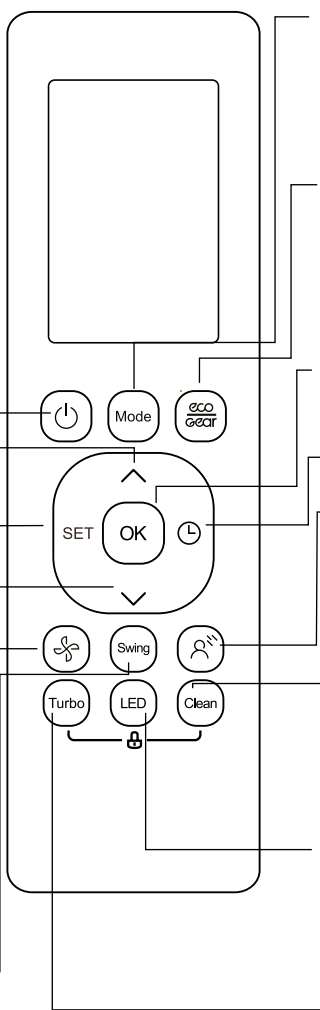 Mode
eco
Gear
SET
OK
Swing
Turbo
LED
Clean